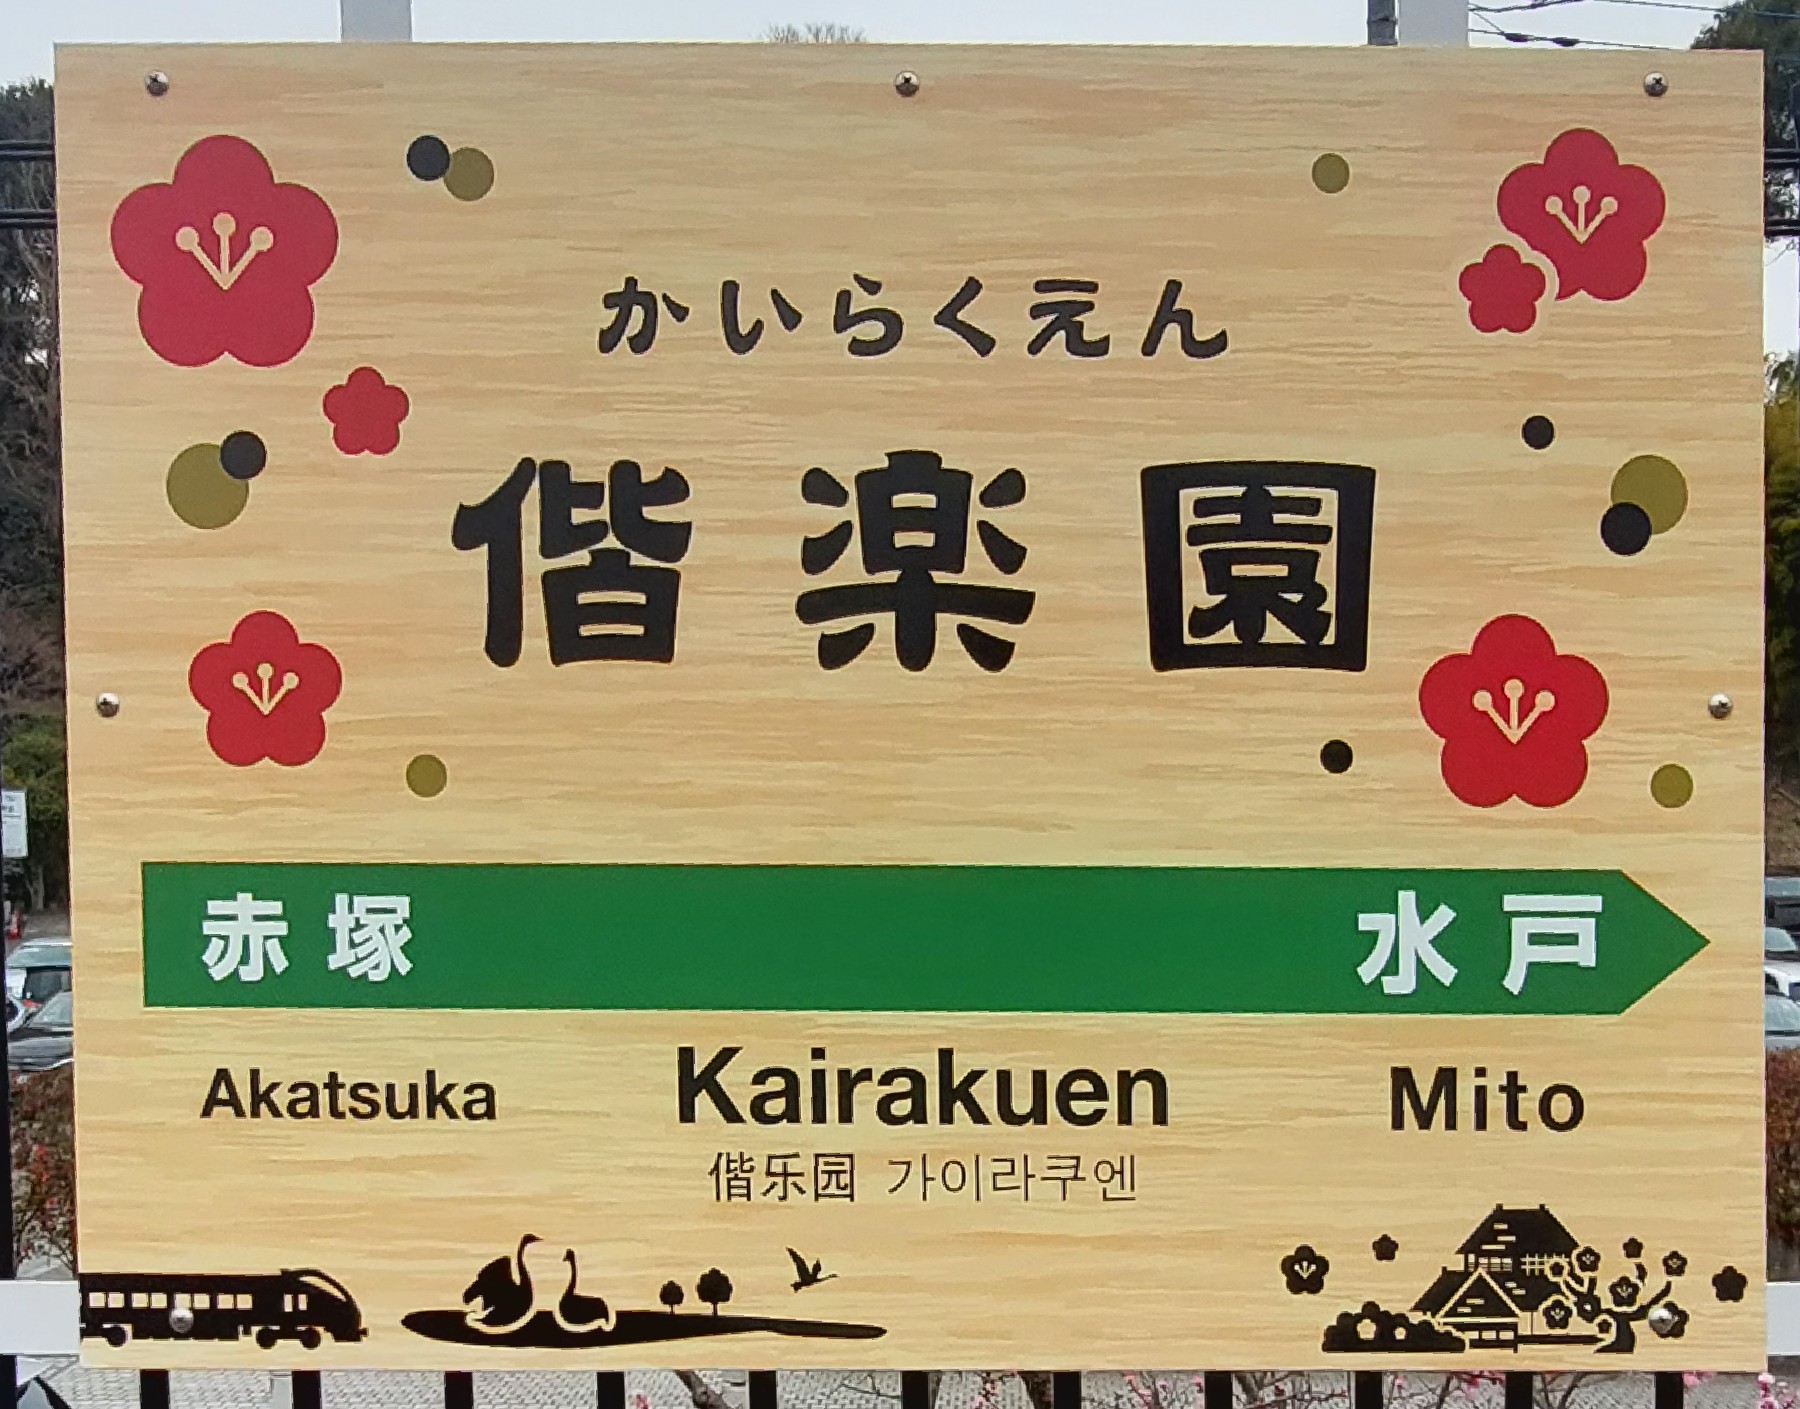 かいらくえん
偕楽園
赤塚 水戸
Akatsuka Kairakuen Mito
偕乐园 가이라쿠엔